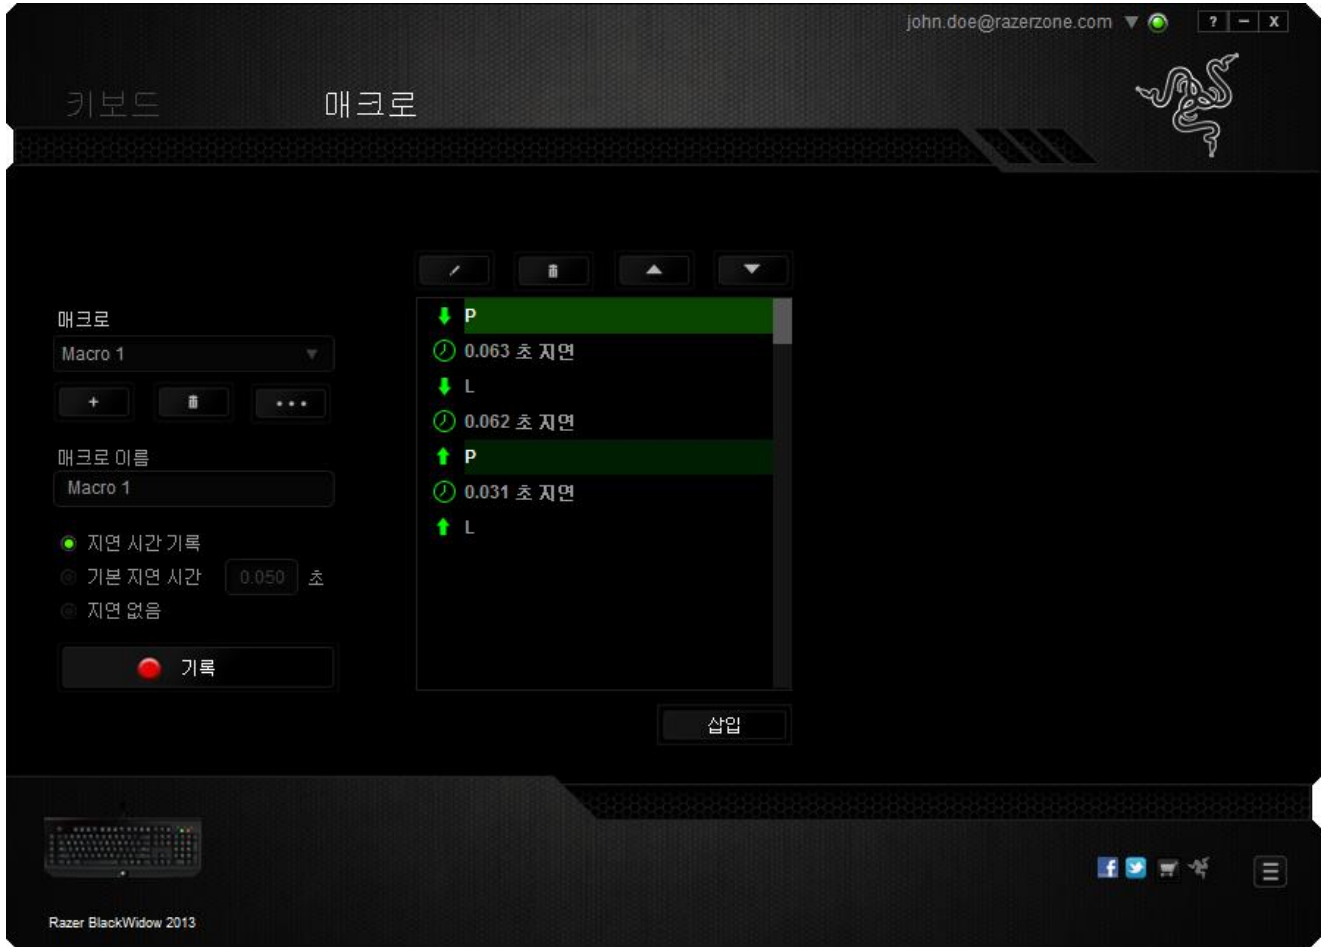 john.doe@razerzone.com
? – X
키보드 매크로
매크로
Macro 1
+ •••
매크로 이름
Macro 1
지연 시간 기록
기본 지연 시간 0.050 초
지연 없음
기록
P
0.063 초 지연
L
0.062 초 지연
P
0.031 초 지연
L
삽입
Razer BlackWidow 2013